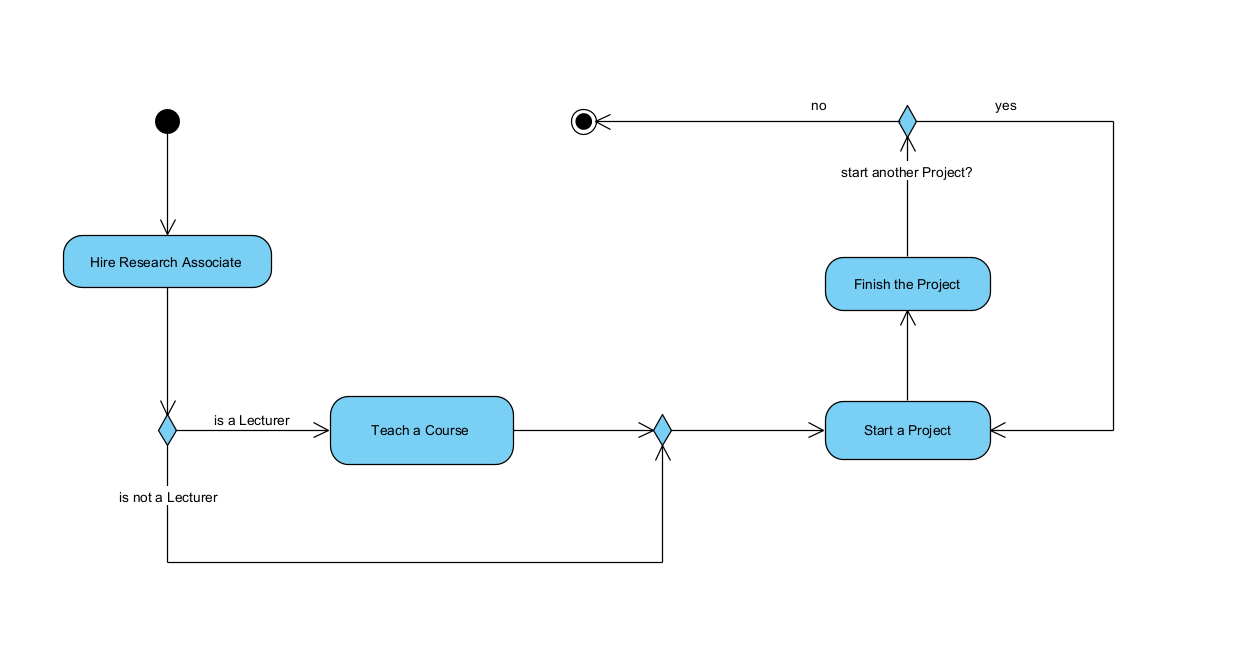 no
yes
start another Project?
Hire Research Associate
Finish the Project
is a Lecturer
Teach a Course
Start a Project
is not a Lecturer